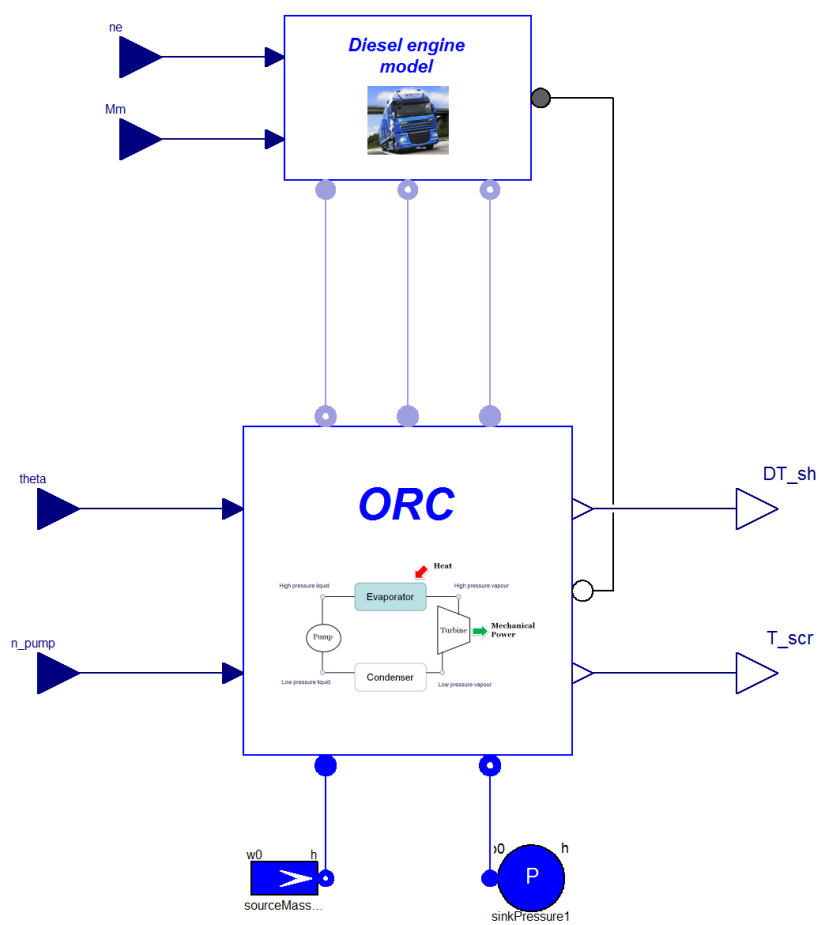 ne
Diesel engine
model
Mm
theta
DT_sh
ORC
Heat
High pressure liquid
High pressure vapour
Evaporator
Pump
Turbine
Mechanical
Power
n_pump
T_scr
Condenser
Low pressure liquid
Low pressure vapour
w0
h
sourceMass...
h
P
sinkPressure1